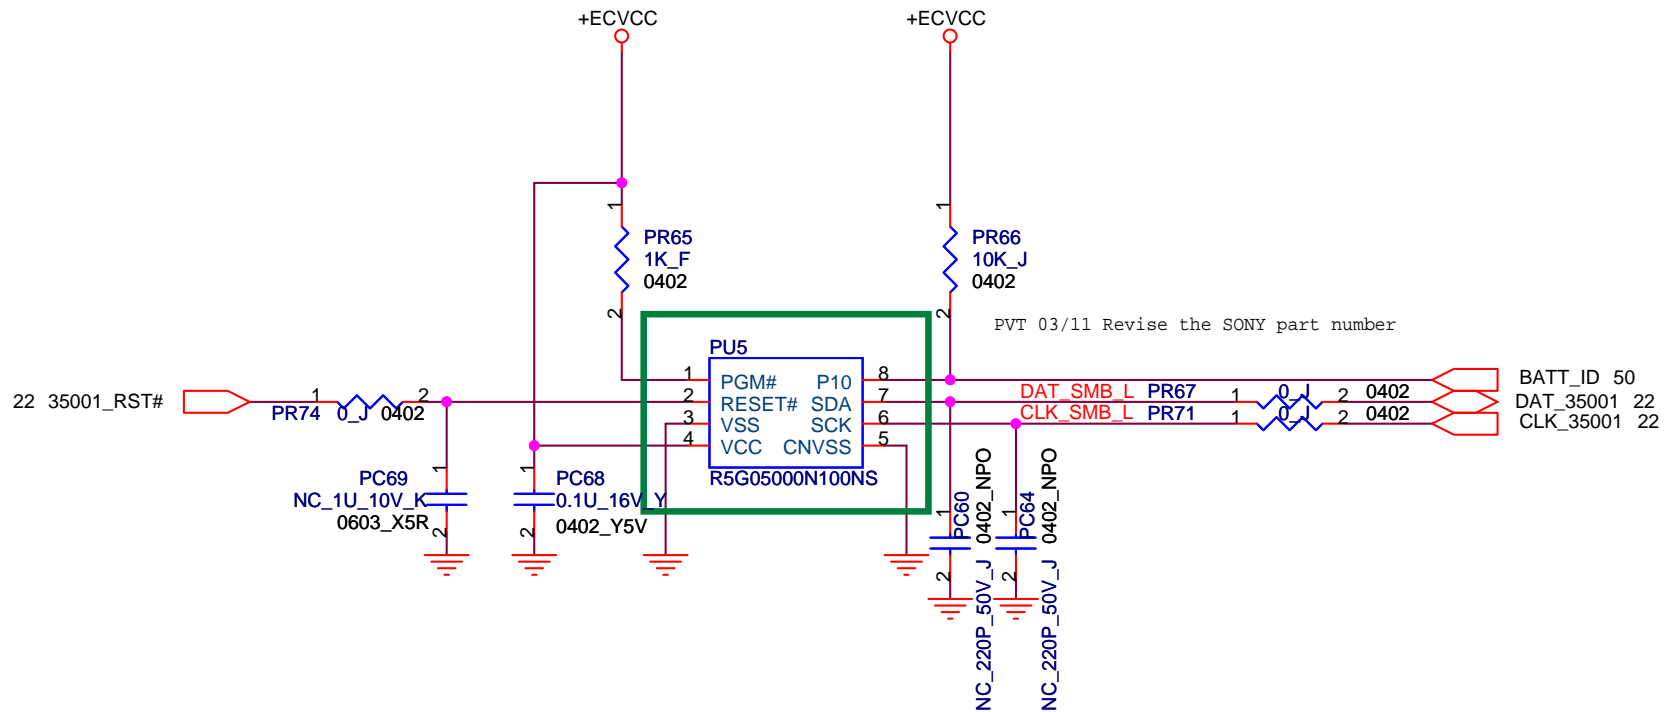 +ECVCC
+ECVCC
1
1
PR65
1K_F
0402
PR66
10K_J
0402
2
2
PVT 03/11 Revise the SONY part number
PU5
1 PGM# P10 8
2 RESET# SDA 7
3 VSS SCK 6
4 VCC CNVSS 5
R5G05000N100NS
22 35001_RST#
1 2
PR74 0_J 0402
BATT_ID 50
DAT_SMB_L PR67 1 0_J 2 0402 DAT_35001 22
CLK_SMB_L PR71 1 0_J 2 0402 CLK_35001 22
1
PC69
NC_1U_10V_K
0603_X5R
2
1
PC68
0.1U_16V_Y
0402_Y5V
2
1
PC60
0402_NPO
2
NC_220P_50V_J
1
PC64
0402_NPO
2
NC_220P_50V_J